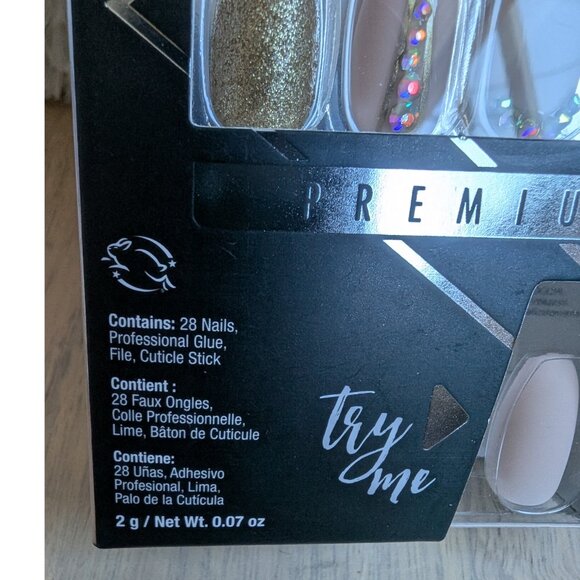 PREMIU
Contains: 28 Nails,
Professional Glue,
File, Cuticle Stick
Contient :
28 Faux Ongles,
Colle Professionnelle,
Lime, Bâton de Cuticule
Contiene:
28 Uñas, Adhesivo
Profesional, Lima,
Palo de la Cutícula
2 g / Net Wt. 0.07 oz
try
me